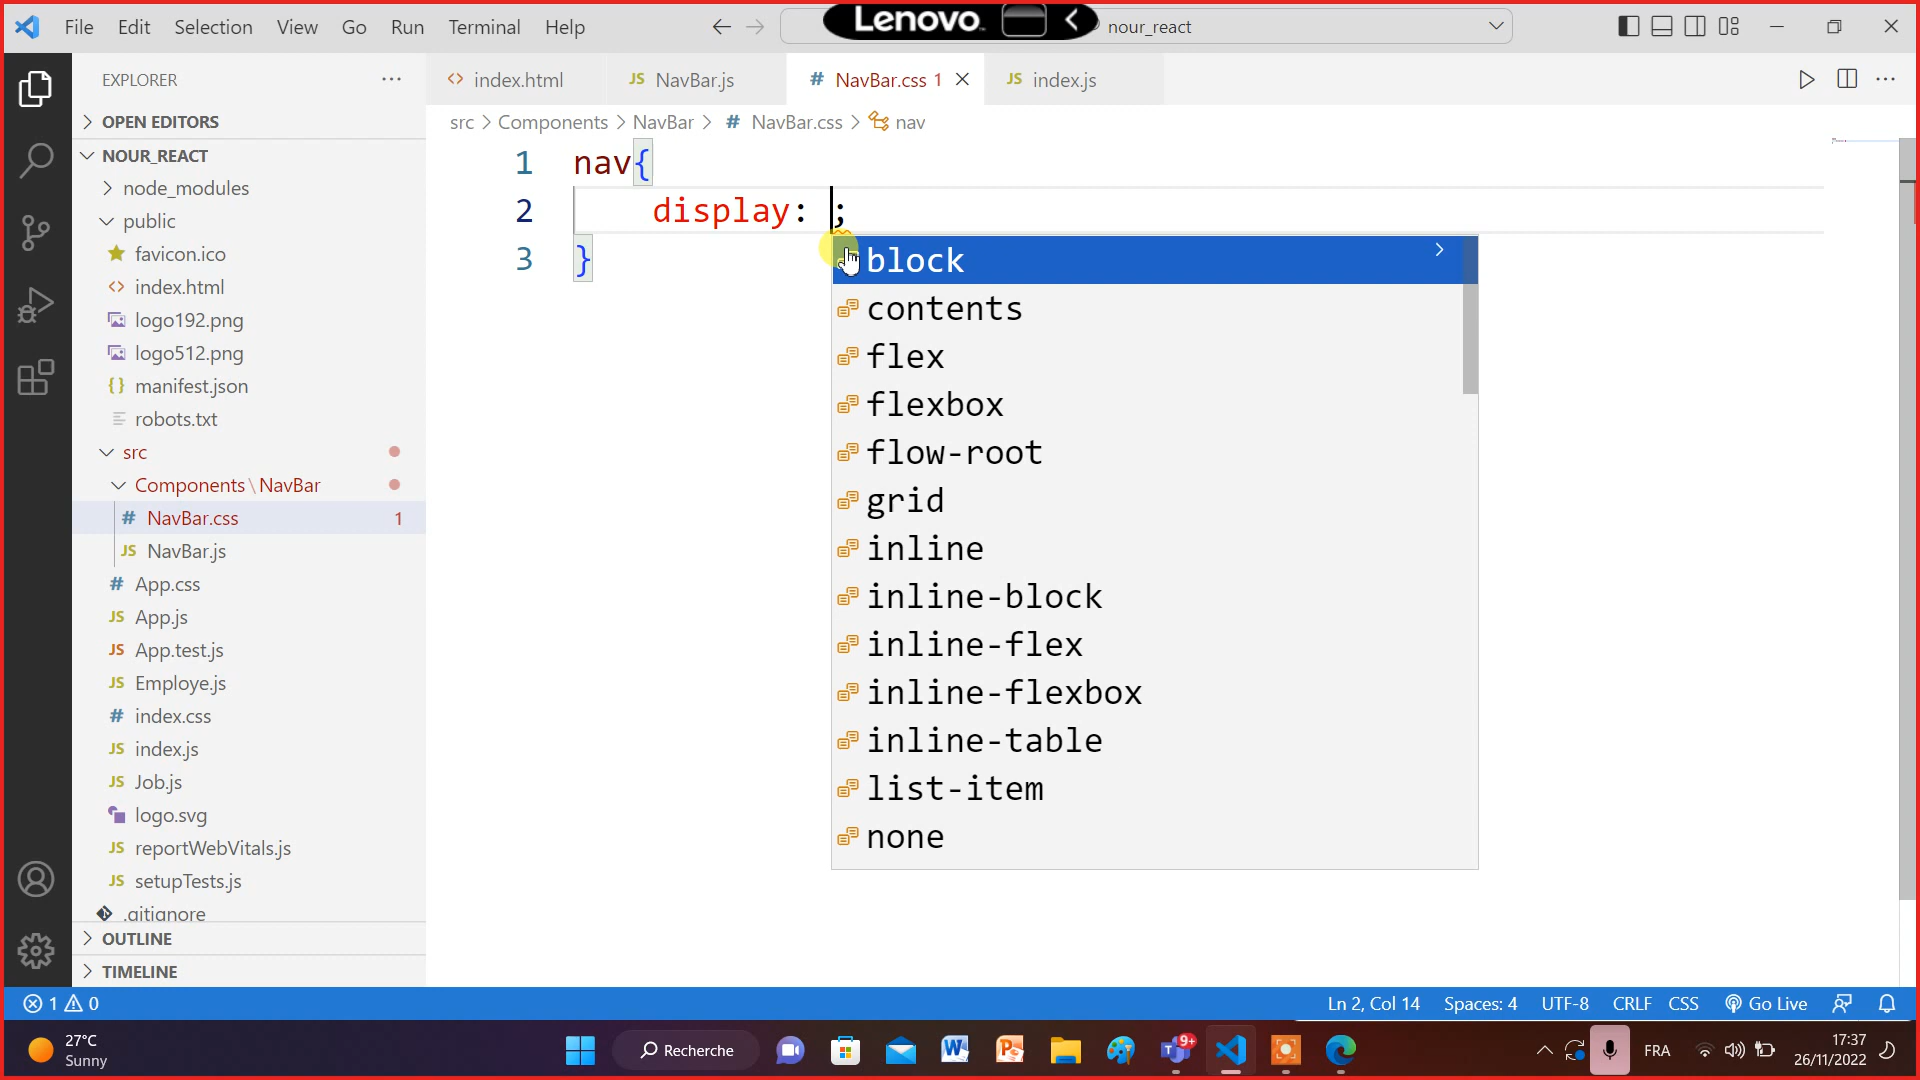 File Edit Selection View Go Run Terminal Help
Lenovo
nour_react
EXPLORER
OPEN EDITORS
NOUR_REACT
node_modules
public
favicon.ico
index.html
logo192.png
logo512.png
manifest.json
robots.txt
src
Components\NavBar
NavBar.css 1
NavBar.js
App.css
App.js
App.test.js
Employe.js
index.css
index.js
Job.js
logo.svg
reportWebVitals.js
setupTests.js
.gitignore
OUTLINE
TIMELINE
index.html
JS NavBar.js
# NavBar.css 1
JS index.js
src > Components > NavBar > # NavBar.css > nav
1 nav{
2 display: ;
3 }
block
contents
flex
flexbox
flow-root
grid
inline
inline-block
inline-flex
inline-flexbox
inline-table
list-item
none
1 0
Ln 2, Col 14 Spaces: 4 UTF-8 CRLF CSS Go Live
27°C
Sunny
Recherche
9+
FRA
17:37
26/11/2022